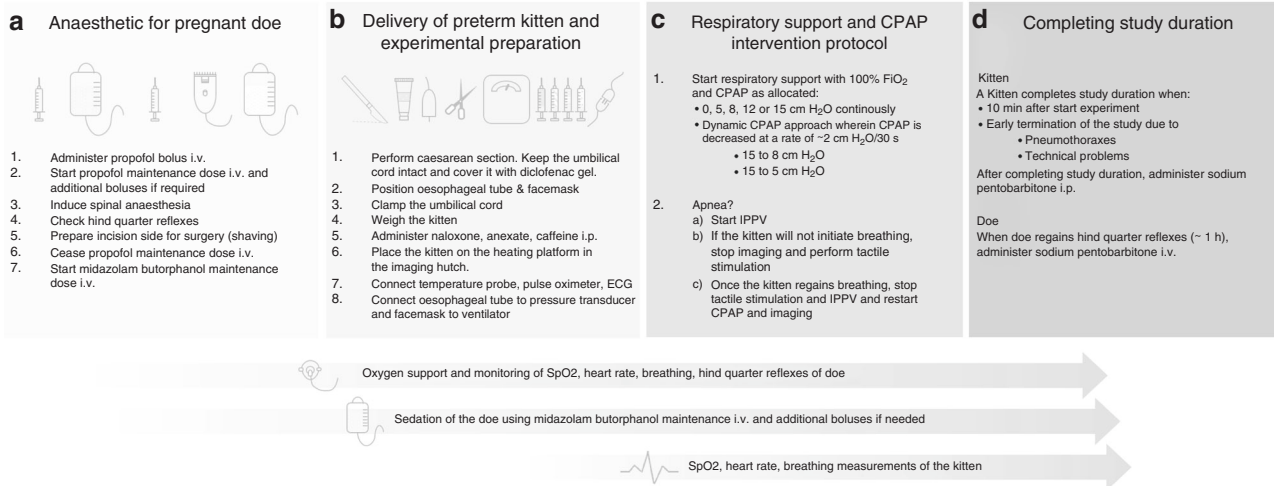 a Anaesthetic for pregnant doe
1. Administer propofol bolus i.v.
2. Start propofol maintenance dose i.v. and
additional boluses if required
3. Induce spinal anaesthesia
4. Check hind quarter reflexes
5. Prepare incision side for surgery (shaving)
6. Cease propofol maintenance dose i.v.
7. Start midazolam butorphanol maintenance
dose i.v.
b Delivery of preterm kitten and
experimental preparation
1. Perform caesarean section. Keep the umbilical
cord intact and cover it with diclofenac gel.
2. Position oesophageal tube & facemask
3. Clamp the umbilical cord
4. Weigh the kitten
5. Administer naloxone, anexate, caffeine i.p.
6. Place the kitten on the heating platform in
the imaging hutch.
7. Connect temperature probe, pulse oximeter, ECG
8. Connect oesophageal tube to pressure transducer
and facemask to ventilator
c Respiratory support and CPAP
intervention protocol
1. Start respiratory support with 100% FiO2
and CPAP as allocated:
• 0, 5, 8, 12 or 15 cm H2O continously
• Dynamic CPAP approach wherein CPAP is
decreased at a rate of ~2 cm H2O/30 s
• 15 to 8 cm H2O
• 15 to 5 cm H2O
2. Apnea?
a) Start IPPV
b) If the kitten will not initiate breathing,
stop imaging and perform tactile
stimulation
c) Once the kitten regains breathing, stop
tactile stimulation and IPPV and restart
CPAP and imaging
d Completing study duration
Kitten
A Kitten completes study duration when:
• 10 min after start experiment
• Early termination of the study due to
• Pneumothoraxes
• Technical problems
After completing study duration, administer sodium
pentobarbitone i.p.
Doe
When doe regains hind quarter reflexes (~ 1 h),
administer sodium pentobarbitone i.v.
Oxygen support and monitoring of SpO2, heart rate, breathing, hind quarter reflexes of doe
Sedation of the doe using midazolam butorphanol maintenance i.v. and additional boluses if needed
SpO2, heart rate, breathing measurements of the kitten